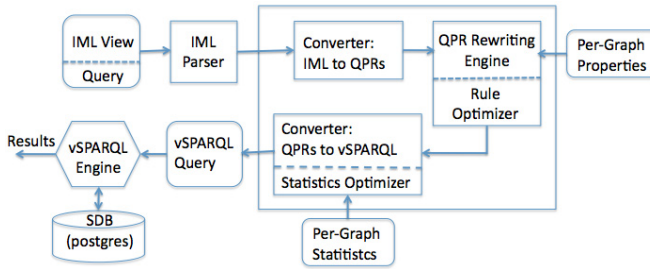 IML View
Query
IML
Parser
Converter:
IML to QPRs
QPR Rewriting
Engine
Rule
Optimizer
Per-Graph
Properties
Results
vSPARQL
Engine
vSPARQL
Query
Converter:
QPRs to vSPARQL
Statistics Optimizer
SDB
(postgres)
Per-Graph
Statistitcs